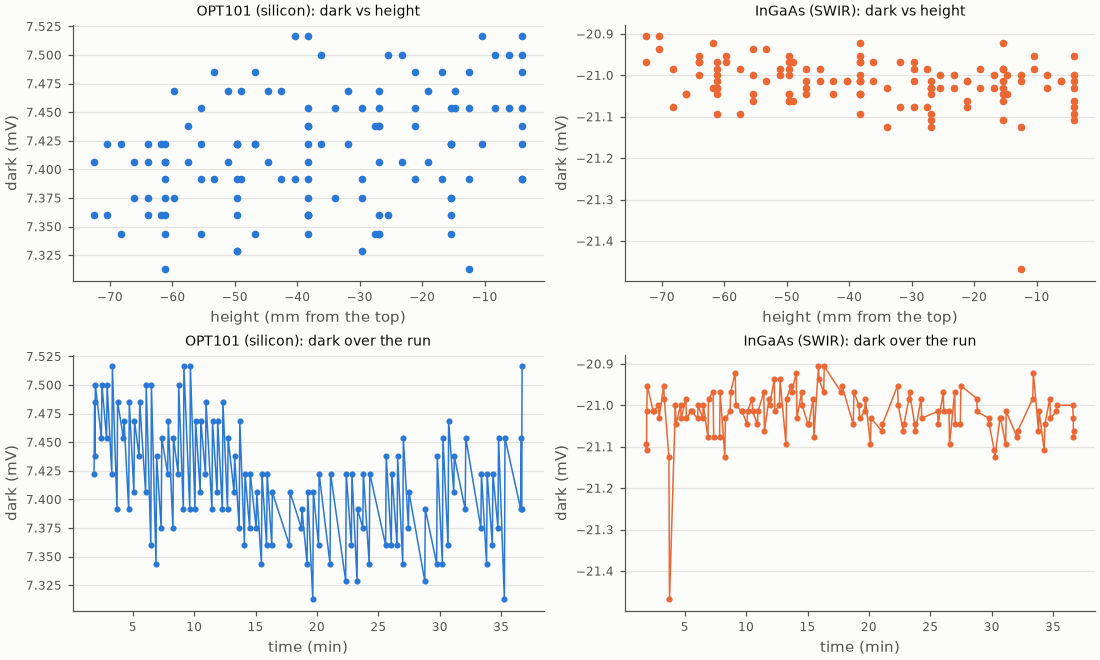 OPT101 (silicon): dark vs height
7.525
7.500
7.475
7.450
7.425
7.400
7.375
7.350
7.325
dark (mV)
−70 −60 −50 −40 −30 −20 −10
height (mm from the top)
InGaAs (SWIR): dark vs height
−20.9
−21.0
−21.1
−21.2
−21.3
−21.4
dark (mV)
−70 −60 −50 −40 −30 −20 −10
height (mm from the top)
OPT101 (silicon): dark over the run
7.525
7.500
7.475
7.450
7.425
7.400
7.375
7.350
7.325
dark (mV)
5 10 15 20 25 30 35
time (min)
InGaAs (SWIR): dark over the run
−20.9
−21.0
−21.1
−21.2
−21.3
−21.4
dark (mV)
5 10 15 20 25 30 35
time (min)